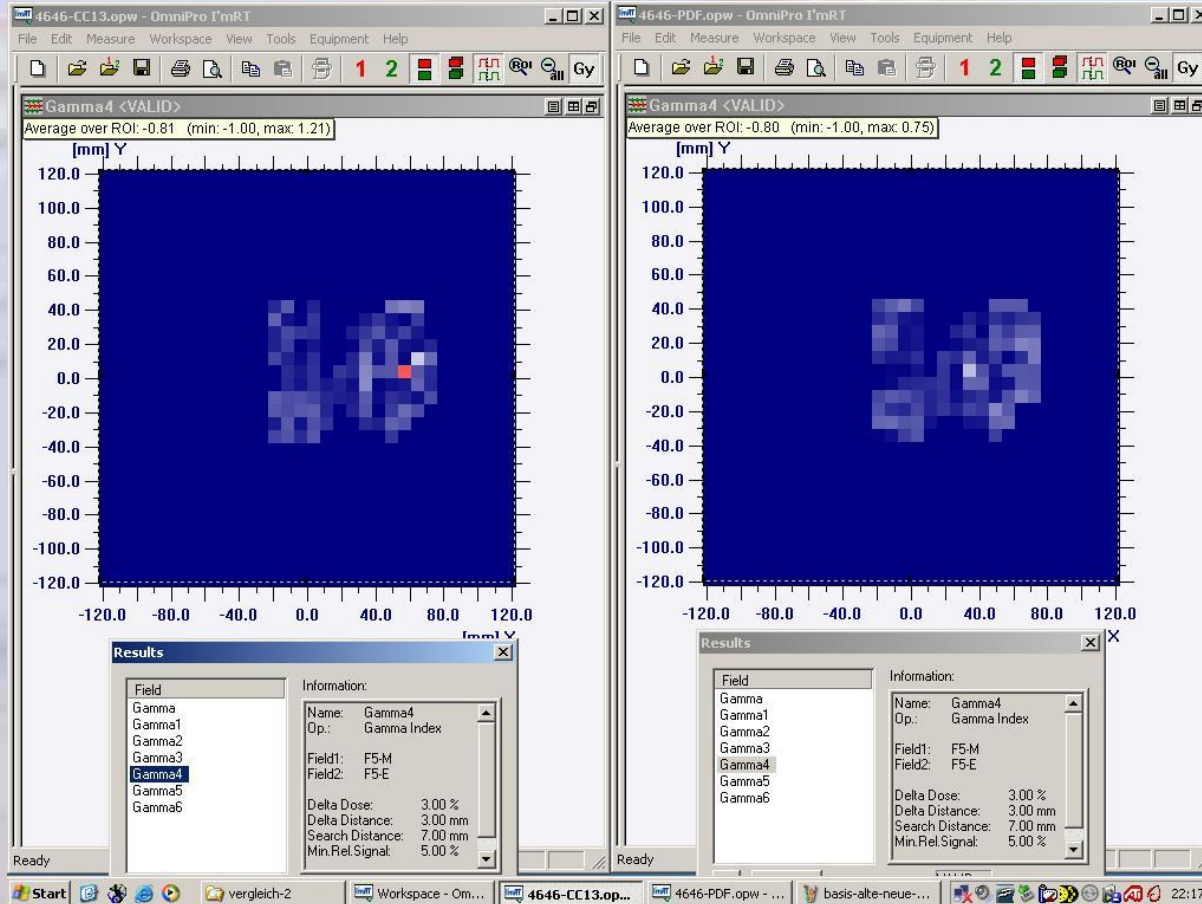 4646-CC13.opw - OmniPro I'mRT
File Edit Measure Workspace View Tools Equipment Help
1 2 ROI All Gy
Gamma4 <VALID>
Average over ROI: -0.81 (min: -1.00, max: 1.21)
[mm] Y
120.0
100.0
80.0
60.0
40.0
20.0
0.0
-20.0
-40.0
-60.0
-80.0
-100.0
-120.0
-120.0 -80.0 -40.0 0.0 40.0 80.0 120.0
[mm] X
Results
Field
Gamma
Gamma1
Gamma2
Gamma3
Gamma4
Gamma5
Gamma6
Information:
Name: Gamma4
Op.: Gamma Index
Field1: F5-M
Field2: F5-E
Delta Dose: 3.00 %
Delta Distance: 3.00 mm
Search Distance: 7.00 mm
Min.Rel.Signal: 5.00 %
Ready
4646-PDF.opw - OmniPro I'mRT
File Edit Measure Workspace View Tools Equipment Help
1 2 ROI All Gy
Gamma4 <VALID>
Average over ROI: -0.80 (min: -1.00, max: 0.75)
[mm] Y
120.0
100.0
80.0
60.0
40.0
20.0
0.0
-20.0
-40.0
-60.0
-80.0
-100.0
-120.0
-120.0 -80.0 -40.0 0.0 40.0 80.0 120.0
X
Results
Field
Gamma
Gamma1
Gamma2
Gamma3
Gamma4
Gamma5
Gamma6
Information:
Name: Gamma4
Op.: Gamma Index
Field1: F5-M
Field2: F5-E
Delta Dose: 3.00 %
Delta Distance: 3.00 mm
Search Distance: 7.00 mm
Min.Rel.Signal: 5.00 %
Ready
Start vergleich-2 Workspace - Om... 4646-CC13.op... 4646-PDF.opw - ... basis-alte-neue-... 22:17